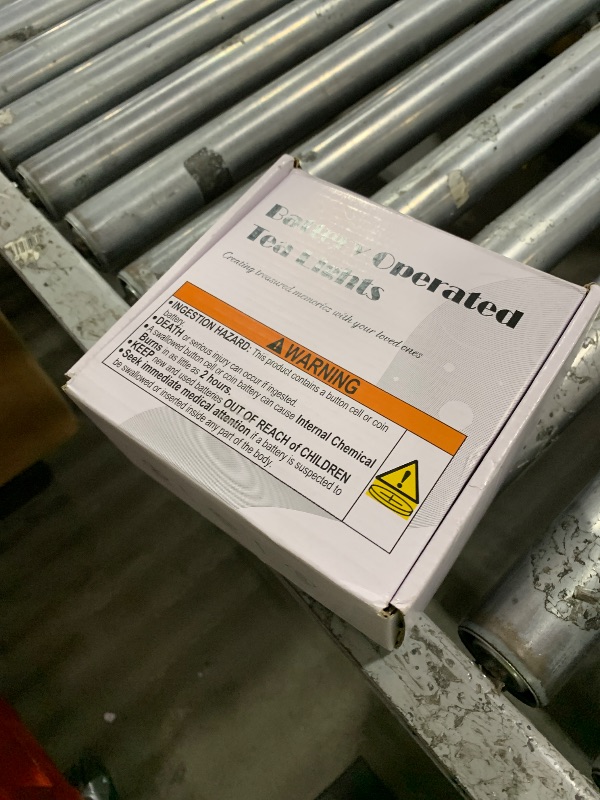 Battery Operated
Tea Lights
Creating treasured memories with your loved ones
WARNING
•INGESTION HAZARD: This product contains a button cell or coin
battery.
•DEATH or serious injury can occur if ingested.
•A swallowed button cell or coin battery can cause Internal Chemical
Burns in as little as 2 hours.
•KEEP new and used batteries OUT OF REACH of CHILDREN
•Seek immediate medical attention if a battery is suspected to
be swallowed or inserted inside any part of the body.